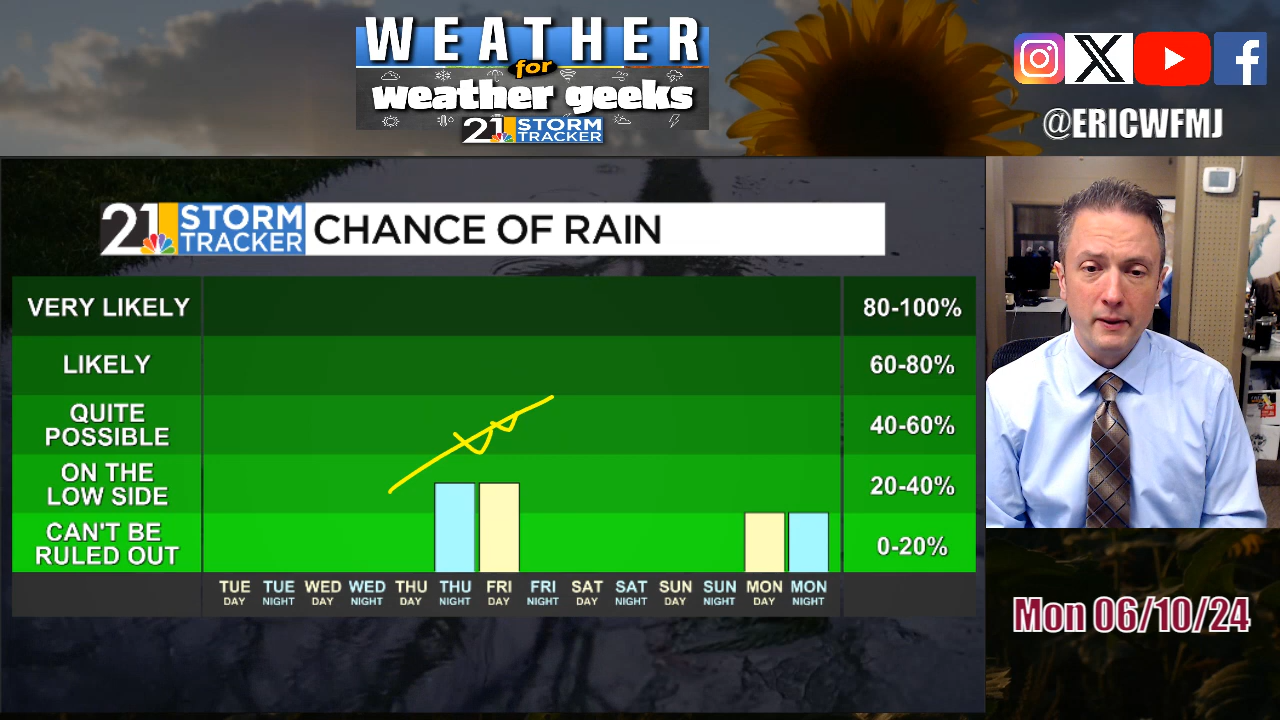 WEATHER
for
weather geeks
21 STORM
TRACKER
@ERICWFMJ
21 STORM
TRACKER
CHANCE OF RAIN
VERY LIKELY
80-100%
LIKELY
60-80%
QUITE
POSSIBLE
40-60%
ON THE
LOW SIDE
20-40%
CAN'T BE
RULED OUT
0-20%
TUE TUE WED WED THU THU FRI FRI SAT SAT SUN SUN MON MON
DAY NIGHT DAY NIGHT DAY NIGHT DAY NIGHT DAY NIGHT DAY NIGHT DAY NIGHT
Mon 06/10/24